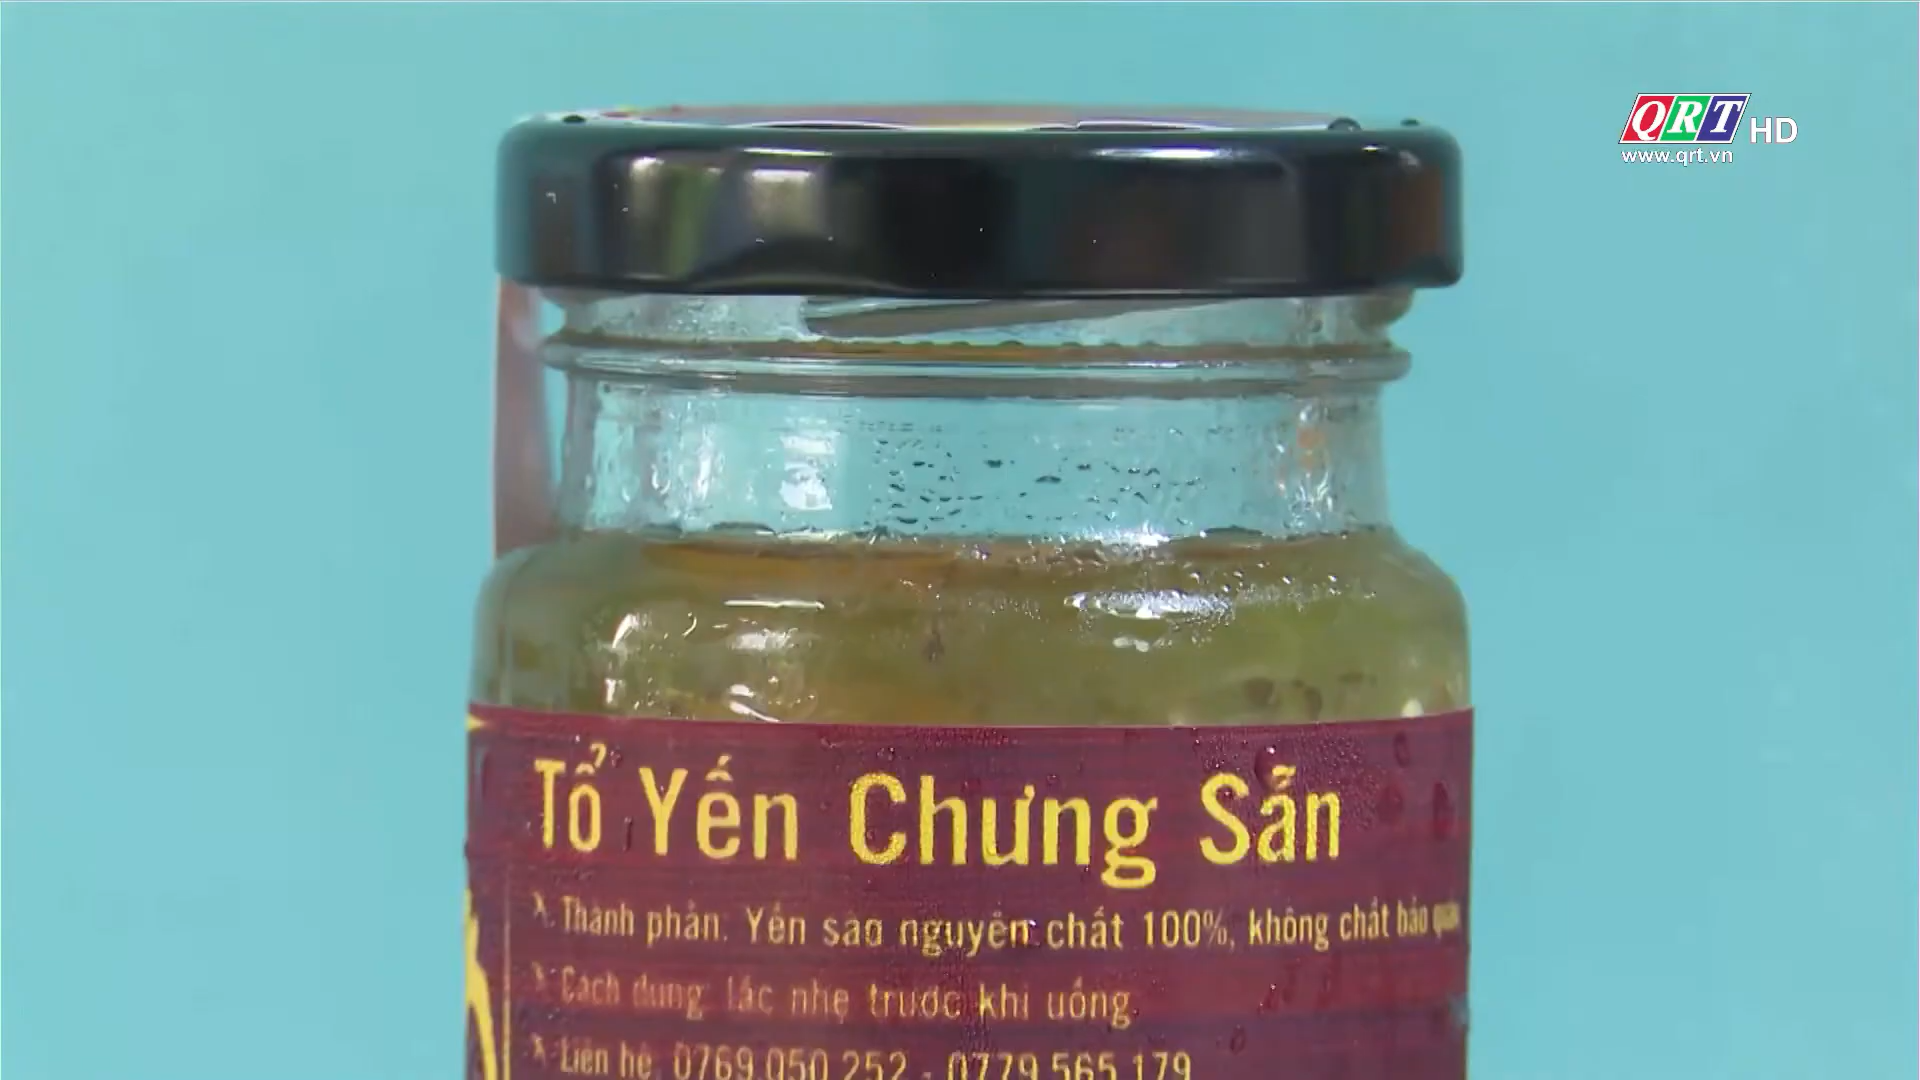 QRT HD
www.qrt.vn
Tổ Yến Chưng Sẵn
Thành phần: Yến sào nguyên chất 100%, không chất bảo quản
Cách dùng: lắc nhẹ trước khi uống.
Liên hệ: 0769.050.252 - 0779.565.179